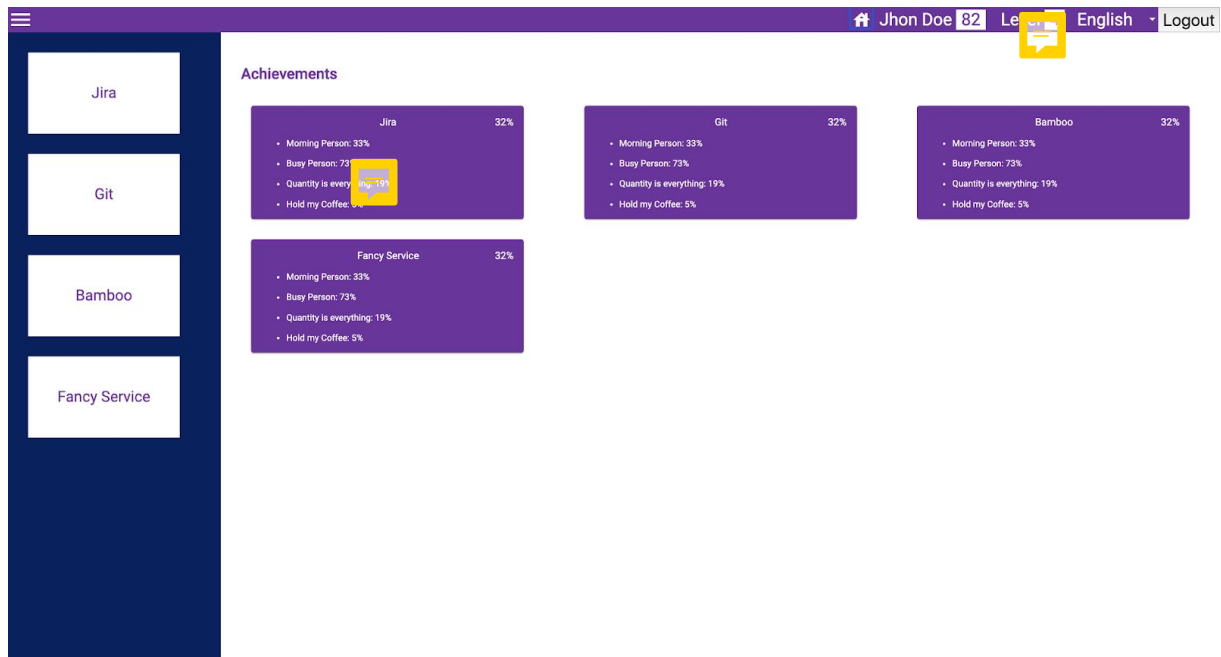 Jhon Doe 82 Level English Logout
Jira
Git
Bamboo
Fancy Service
Achievements
Jira 32%
• Morning Person: 33%
• Busy Person: 73%
• Quantity is everything: 19%
• Hold my Coffee: 5%
Git 32%
• Morning Person: 33%
• Busy Person: 73%
• Quantity is everything: 19%
• Hold my Coffee: 5%
Bamboo 32%
• Morning Person: 33%
• Busy Person: 73%
• Quantity is everything: 19%
• Hold my Coffee: 5%
Fancy Service 32%
• Morning Person: 33%
• Busy Person: 73%
• Quantity is everything: 19%
• Hold my Coffee: 5%